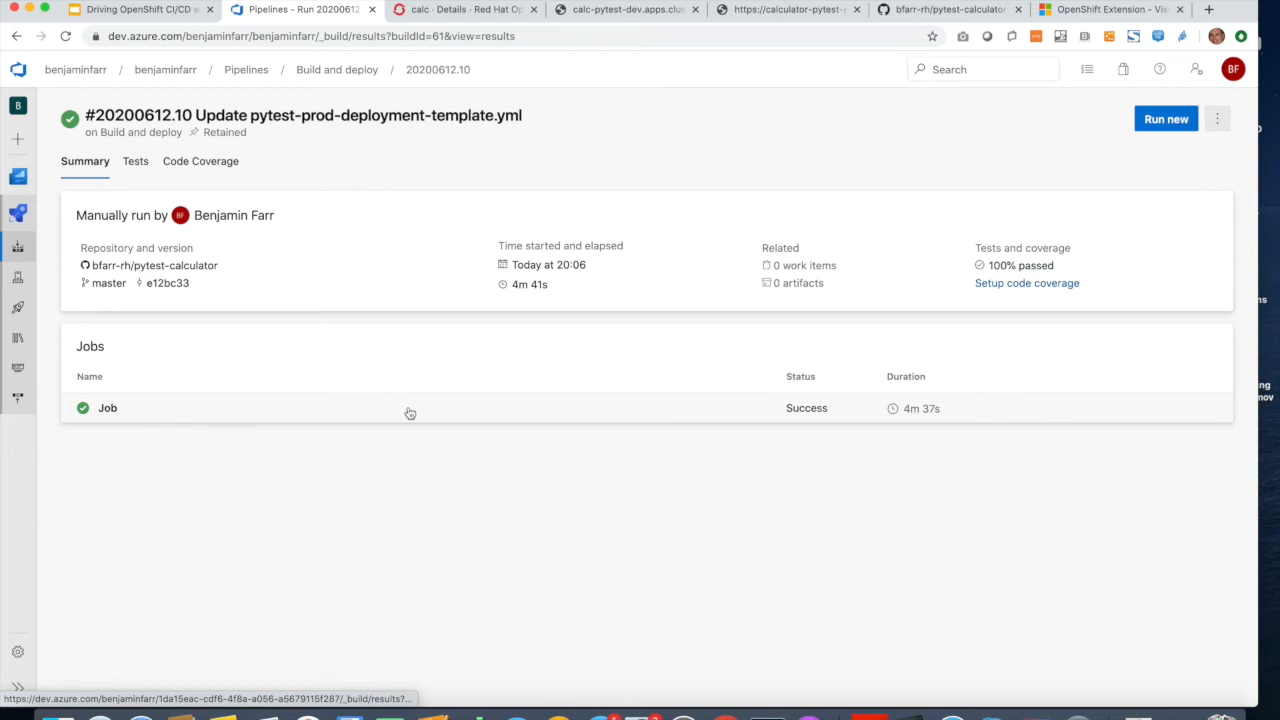 Driving OpenShift CI/CD w
Pipelines - Run 20200612
calc · Details · Red Hat Op
calc-pytest-dev.apps.clus
https://calculator-pytest-
bfarr-rh/pytest-calculator
OpenShift Extension - Vis
dev.azure.com/benjaminfarr/benjaminfarr/_build/results?buildId=61&view=results
benjaminfarr / benjaminfarr / Pipelines / Build and deploy / 20200612.10
Search
BF
B
#20200612.10 Update pytest-prod-deployment-template.yml
on Build and deploy Retained
Run new
Summary Tests Code Coverage
Manually run by BF Benjamin Farr
Repository and version
bfarr-rh/pytest-calculator
master e12bc33
Time started and elapsed
Today at 20:06
4m 41s
Related
0 work items
0 artifacts
Tests and coverage
100% passed
Setup code coverage
Jobs
Name Status Duration
Job Success 4m 37s
ns
ng
mov
https://dev.azure.com/benjaminfarr/1da15eac-cdf6-4f8a-a056-a5679115f287/_build/results?...